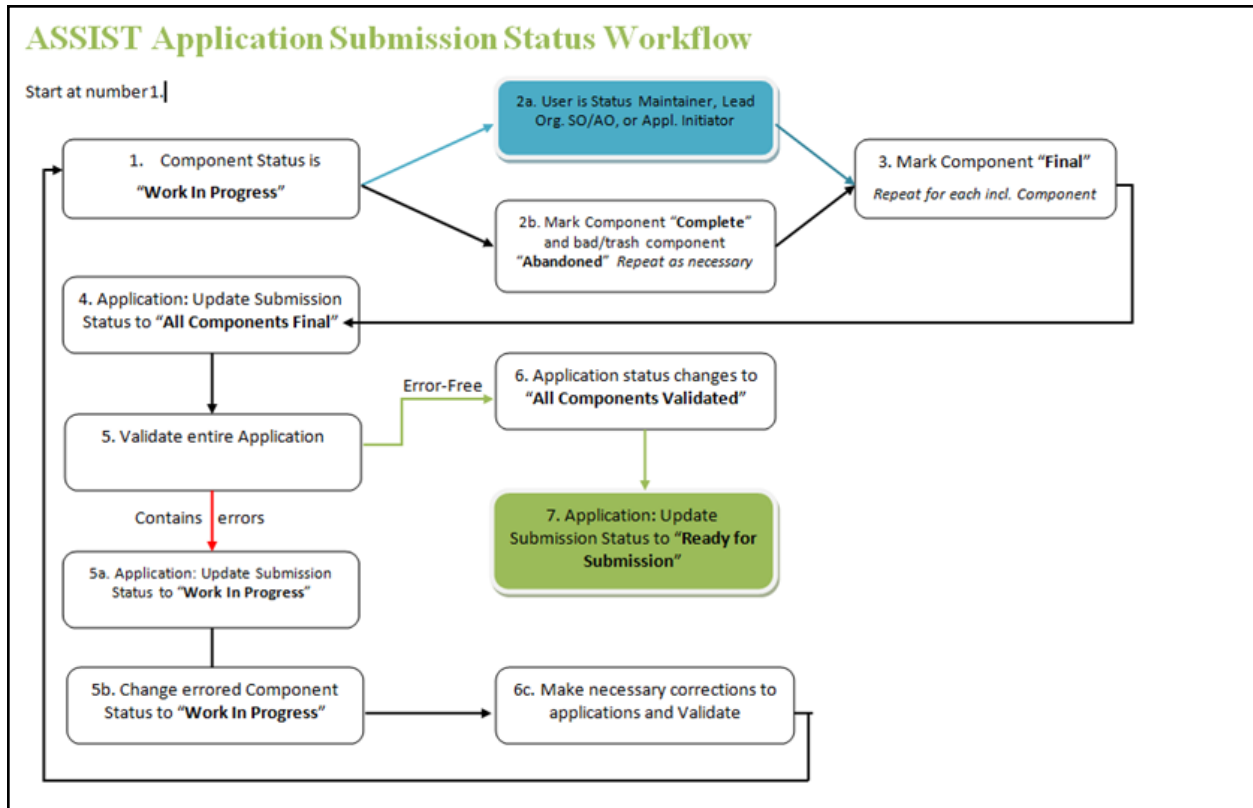 ASSIST Application Submission Status Workflow
Start at number1.
1. Component Status is
“Work In Progress”
2a. User is Status Maintainer, Lead
Org. SO/AO, or Appl. Initiator
2b. Mark Component “Complete”
and bad/trash component
“Abandoned” Repeat as necessary
3. Mark Component “Final”
Repeat for each incl. Component
4. Application: Update Submission
Status to “All Components Final”
5. Validate entire Application
Error-Free
6. Application status changes to
“All Components Validated”
7. Application: Update
Submission Status to “Ready for
Submission”
Contains errors
5a. Application: Update Submission
Status to “Work In Progress”
5b. Change errored Component
Status to “Work In Progress”
6c. Make necessary corrections to
applications and Validate